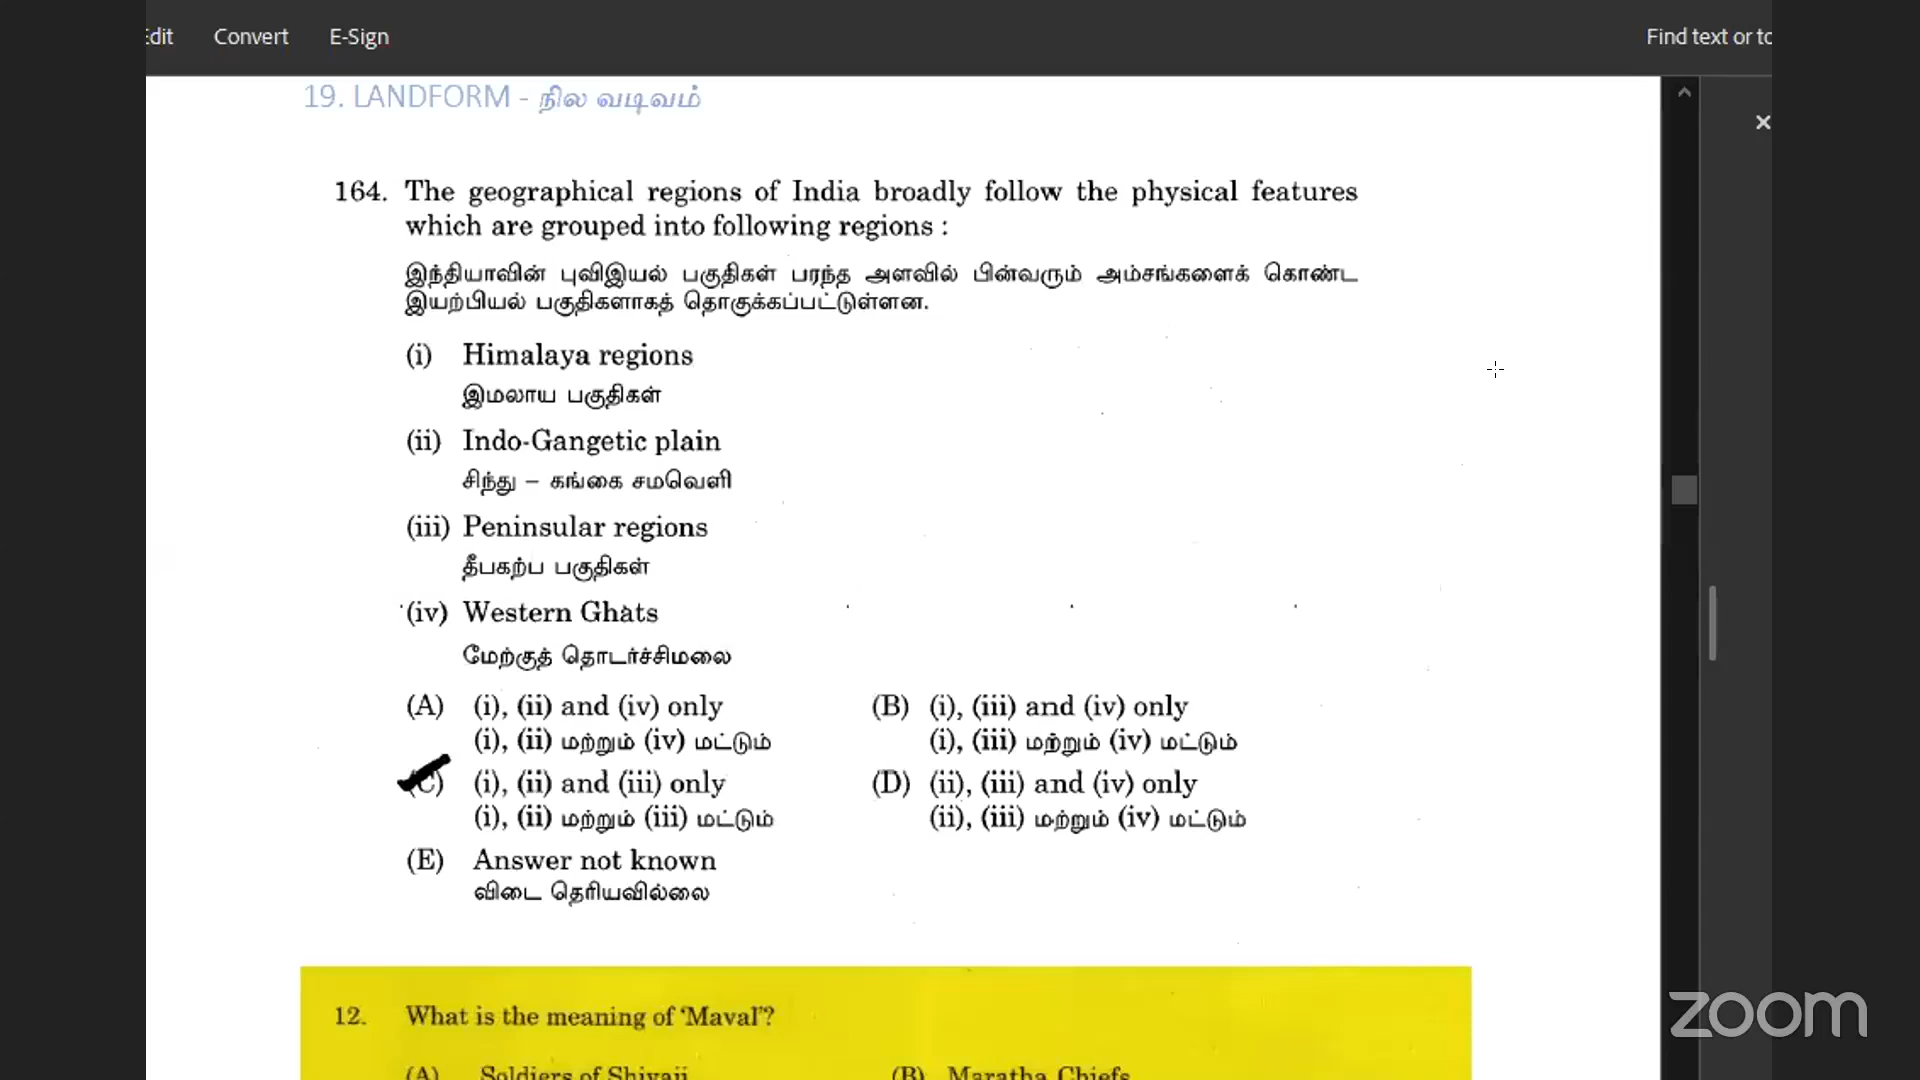 Edit Convert E-Sign Find text or to
19. LANDFORM - நில வடிவம்
164. The geographical regions of India broadly follow the physical features
which are grouped into following regions :
இந்தியாவின் புவிஇயல் பகுதிகள் பரந்த அளவில் பின்வரும் அம்சங்களைக் கொண்ட
இயற்பியல் பகுதிகளாகத் தொகுக்கப்பட்டுள்ளன.
(i) Himalaya regions
இமலாய பகுதிகள்
(ii) Indo-Gangetic plain
சிந்து – கங்கை சமவெளி
(iii) Peninsular regions
தீபகற்ப பகுதிகள்
(iv) Western Ghats
மேற்குத் தொடர்ச்சிமலை
(A) (i), (ii) and (iv) only (B) (i), (iii) and (iv) only
(i), (ii) மற்றும் (iv) மட்டும் (i), (iii) மற்றும் (iv) மட்டும்
(C) (i), (ii) and (iii) only (D) (ii), (iii) and (iv) only
(i), (ii) மற்றும் (iii) மட்டும் (ii), (iii) மற்றும் (iv) மட்டும்
(E) Answer not known
விடை தெரியவில்லை
12. What is the meaning of 'Maval'?
(A) Soldiers of Shivaji (B) Maratha Chiefs
zoom